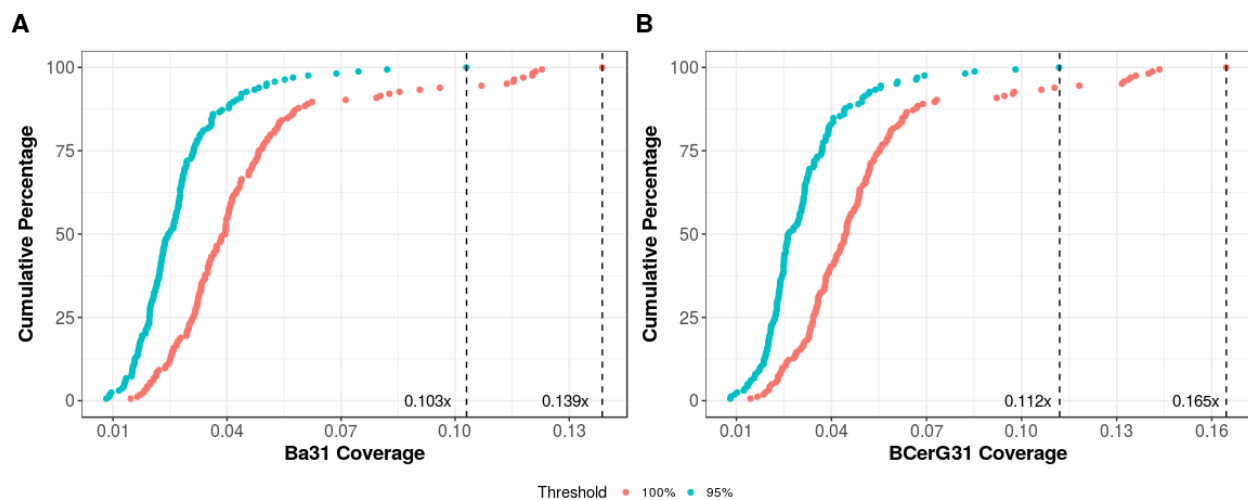 A
B
Cumulative Percentage
100
75
50
25
0
0.103x
0.139x
0.01
0.04
0.07
0.10
0.13
Ba31 Coverage
Cumulative Percentage
100
75
50
25
0
0.112x
0.165x
0.01
0.04
0.07
0.10
0.13
0.16
BCerG31 Coverage
Threshold 100% 95%